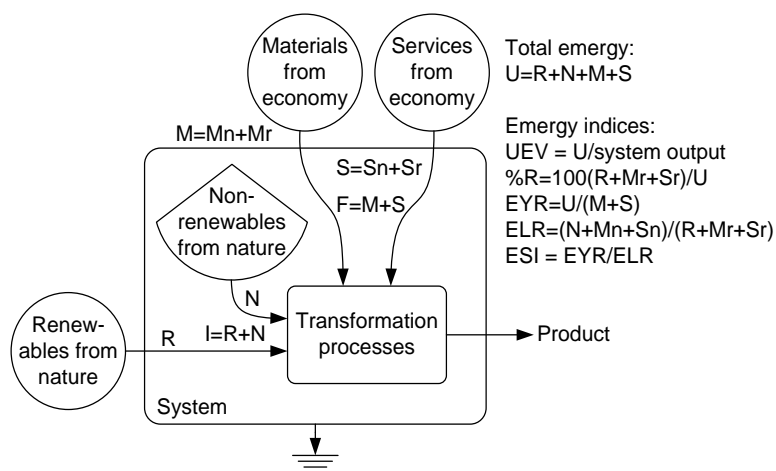 Materials
from
economy
Services
from
economy
Total emergy:
U=R+N+M+S
Emergy indices:
UEV = U/system output
%R=100(R+Mr+Sr)/U
EYR=U/(M+S)
ELR=(N+Mn+Sn)/(R+Mr+Sr)
ESI = EYR/ELR
M=Mn+Mr
S=Sn+Sr
F=M+S
Non-
renewables
from nature
N
Renew-
ables from
nature
R
I=R+N
Transformation
processes
Product
System